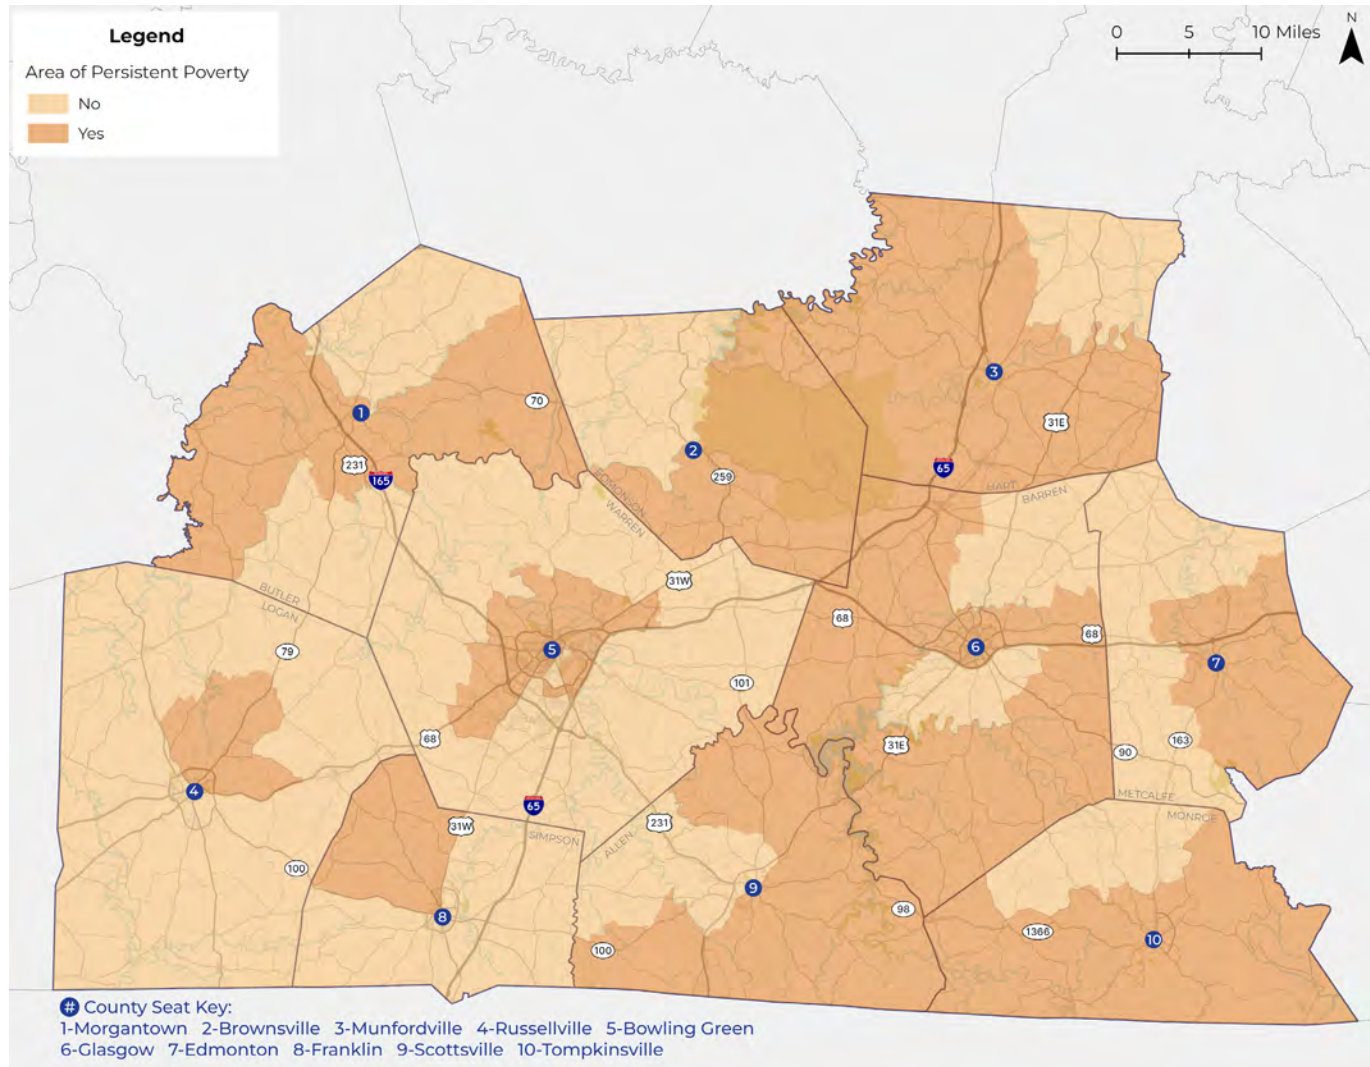 Legend
Area of Persistent Poverty
No
Yes
0 5 10 Miles
N
3
1
70
31E
2
231
165
259
65
HART
BARREN
EDMONSON
WARREN
31W
BUTLER
LOGAN
68
68
79
5
6
7
101
68
31E
90
163
4
65
METCALFE
MONROE
31W
SIMPSON
ALLEN
231
100
9
8
98
1366
10
100
# County Seat Key:
1-Morgantown 2-Brownsville 3-Munfordville 4-Russellville 5-Bowling Green
6-Glasgow 7-Edmonton 8-Franklin 9-Scottsville 10-Tompkinsville